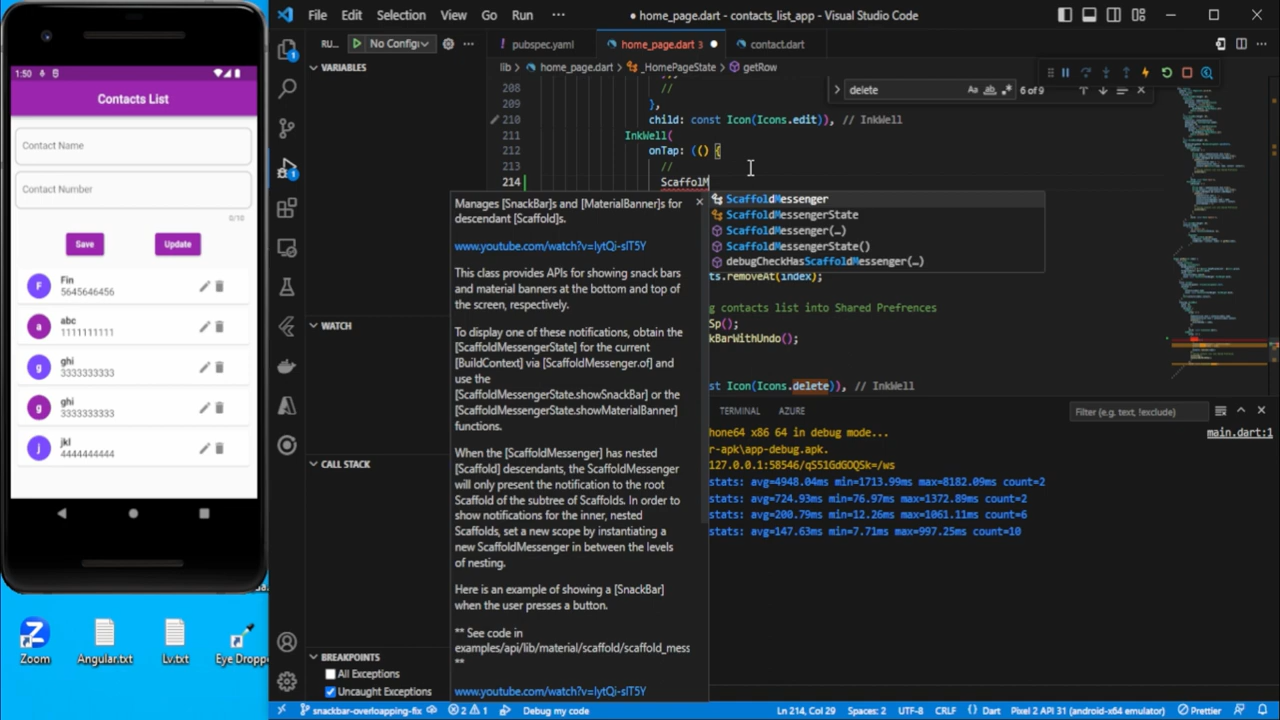 1:50
Contacts List
Contact Name
Contact Number
0/10
Save
Update
F
Fin
5645646456
a
abc
1111111111
g
ghi
3333333333
g
ghi
3333333333
j
jkl
4444444444
Zoom
Angular.txt
Lv.txt
Eye Droppe
File Edit Selection View Go Run ···
● home_page.dart - contacts_list_app - Visual Studio Code
RU... No Config ···
pubspec.yaml
home_page.dart 3 ●
contact.dart
lib > home_page.dart > _HomePageState > getRow
VARIABLES
WATCH
CALL STACK
BREAKPOINTS
All Exceptions
Uncaught Exceptions
delete
Aa ab
6 of 9
208 //
209 },
210 child: const Icon(Icons.edit)), // InkWell
211 InkWell(
212 onTap: (() {
213 //
214 ScaffolM
ScaffoldMessenger
ScaffoldMessengerState
ScaffoldMessenger(…)
ScaffoldMessengerState()
debugCheckHasScaffoldMessenger(…)
Manages [SnackBar]s and [MaterialBanner]s for
descendant [Scaffold]s.
www.youtube.com/watch?v=lytQi-slT5Y
This class provides APIs for showing snack bars
and material banners at the bottom and top of
the screen, respectively.
To display one of these notifications, obtain the
[ScaffoldMessengerState] for the current
[BuildContext] via [ScaffoldMessenger.of] and
use the
[ScaffoldMessengerState.showSnackBar] or the
[ScaffoldMessengerState.showMaterialBanner]
functions.
When the [ScaffoldMessenger] has nested
[Scaffold] descendants, the ScaffoldMessenger
will only present the notification to the root
Scaffold of the subtree of Scaffolds. In order to
show notifications for the inner, nested
Scaffolds, set a new scope by instantiating a
new ScaffoldMessenger in between the levels
of nesting.
Here is an example of showing a [SnackBar]
when the user presses a button.
** See code in
examples/api/lib/material/scaffold/scaffold_mess
**
www.youtube.com/watch?v=lytQi-slT5Y
ts.removeAt(index);
g contacts list into Shared Prefrences
Sp();
ckBarWithUndo();
st Icon(Icons.delete)), // InkWell
TERMINAL AZURE
Filter (e.g. text, !exclude)
hone64 x86 64 in debug mode...
main.dart:1
r-apk\app-debug.apk.
127.0.0.1:58546/qS51GdGOQSk=/ws
stats: avg=4948.04ms min=1713.99ms max=8182.09ms count=2
stats: avg=724.93ms min=76.97ms max=1372.89ms count=2
stats: avg=200.79ms min=12.26ms max=1061.11ms count=6
stats: avg=147.63ms min=7.71ms max=997.25ms count=10
snackbar-overloapping-fix 2 1 Debug my code Ln 214, Col 29 Spaces: 2 UTF-8 CRLF {} Dart Pixel 2 API 31 (android-x64 emulator) Prettier